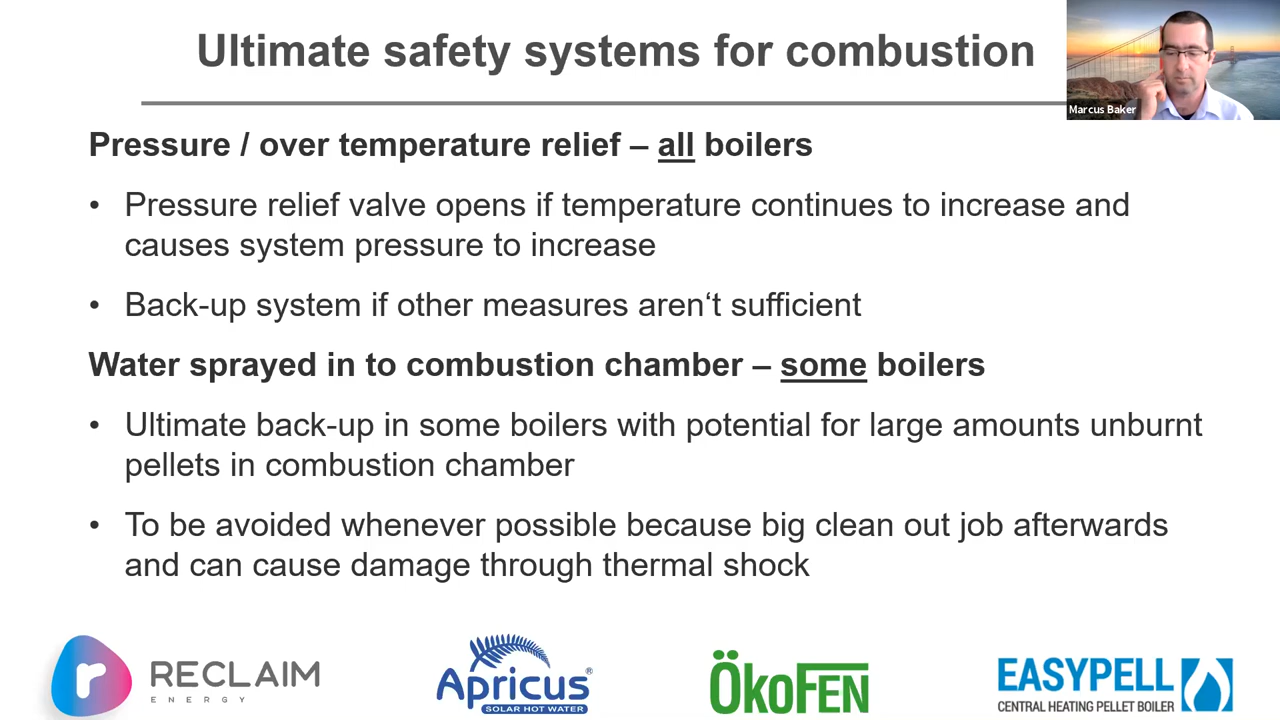 Ultimate safety systems for combustion
Marcus Baker
Pressure / over temperature relief – all boilers
• Pressure relief valve opens if temperature continues to increase and
causes system pressure to increase
• Back-up system if other measures aren‘t sufficient
Water sprayed in to combustion chamber – some boilers
• Ultimate back-up in some boilers with potential for large amounts unburnt
pellets in combustion chamber
• To be avoided whenever possible because big clean out job afterwards
and can cause damage through thermal shock
r RECLAIM
ENERGY
Apricus®
SOLAR HOT WATER
ÖkoFEN
EASYPELL
CENTRAL HEATING PELLET BOILER